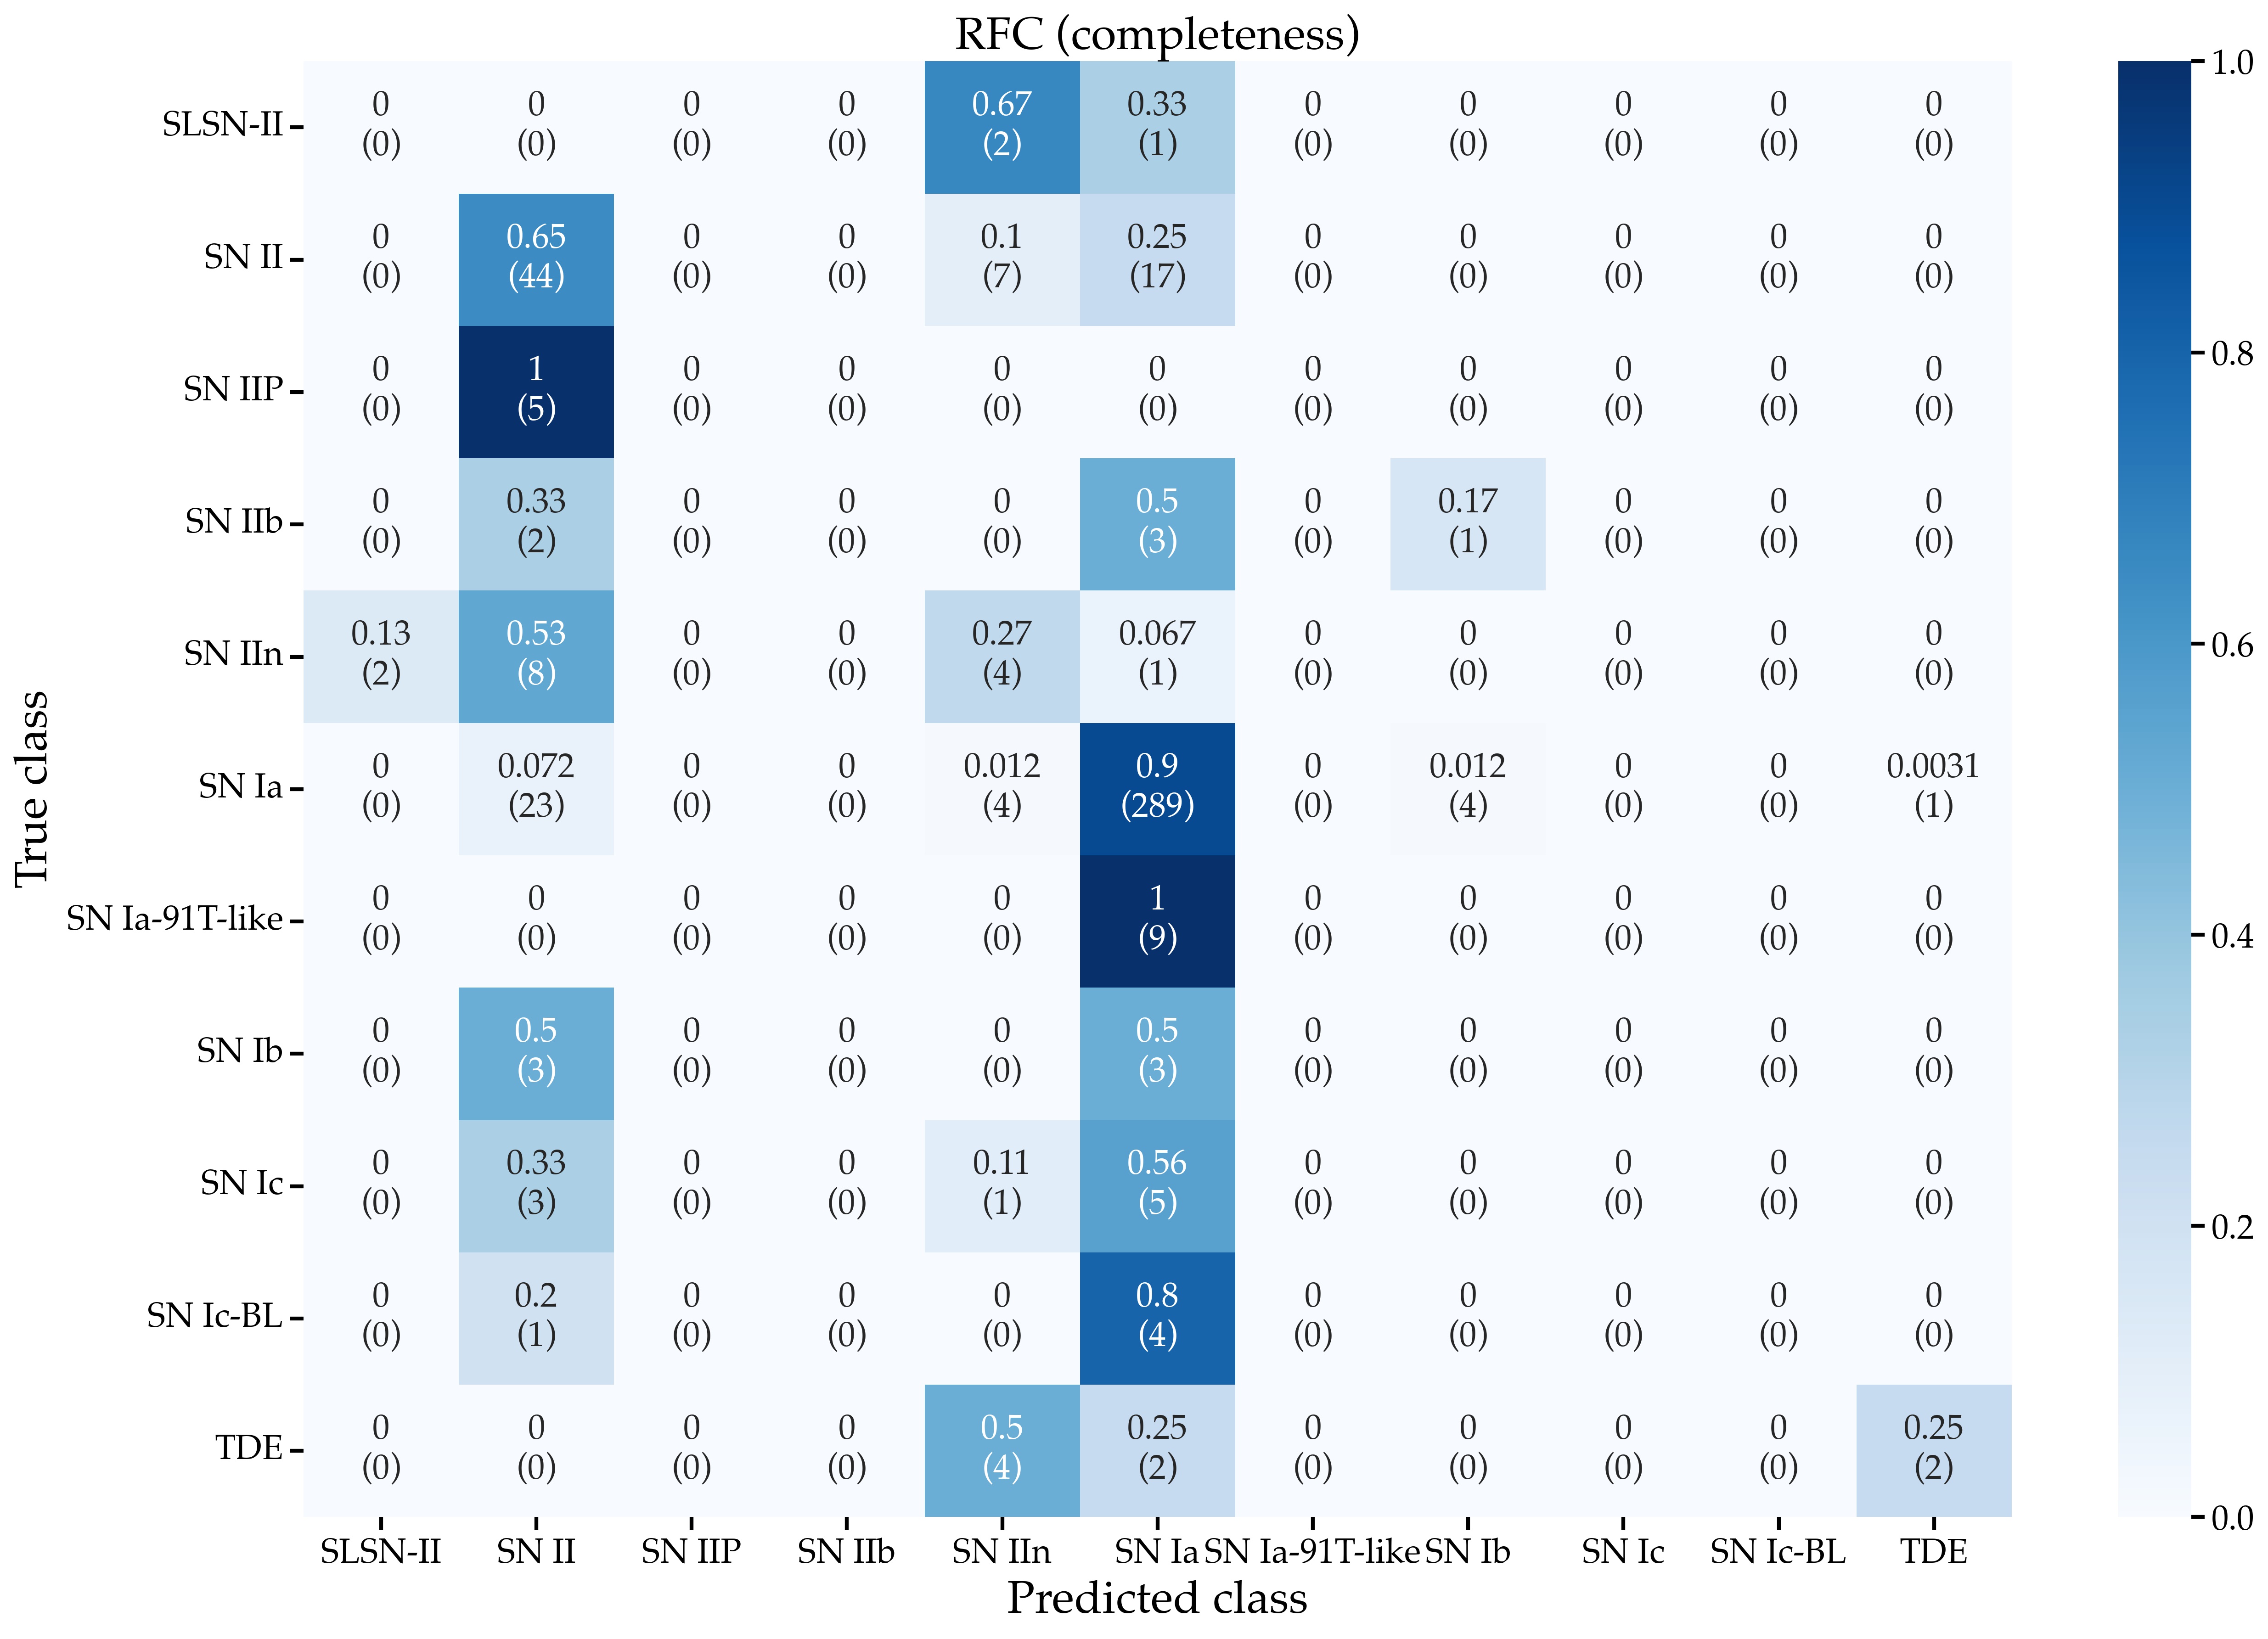 RFC (completeness)
SLSN-II 0 0 0 0 0.67 0.33 0 0 0 0 0
(0) (0) (0) (0) (2) (1) (0) (0) (0) (0) (0)
SN II 0 0.65 0 0 0.1 0.25 0 0 0 0 0
(0) (44) (0) (0) (7) (17) (0) (0) (0) (0) (0)
SN IIP 0 1 0 0 0 0 0 0 0 0 0
(0) (5) (0) (0) (0) (0) (0) (0) (0) (0) (0)
SN IIb 0 0.33 0 0 0 0.5 0 0.17 0 0 0
(0) (2) (0) (0) (0) (3) (0) (1) (0) (0) (0)
SN IIn 0.13 0.53 0 0 0.27 0.067 0 0 0 0 0
(2) (8) (0) (0) (4) (1) (0) (0) (0) (0) (0)
SN Ia 0 0.072 0 0 0.012 0.9 0 0.012 0 0 0.0031
(0) (23) (0) (0) (4) (289) (0) (4) (0) (0) (1)
SN Ia-91T-like 0 0 0 0 0 1 0 0 0 0 0
(0) (0) (0) (0) (0) (9) (0) (0) (0) (0) (0)
SN Ib 0 0.5 0 0 0 0.5 0 0 0 0 0
(0) (3) (0) (0) (0) (3) (0) (0) (0) (0) (0)
SN Ic 0 0.33 0 0 0.11 0.56 0 0 0 0 0
(0) (3) (0) (0) (1) (5) (0) (0) (0) (0) (0)
SN Ic-BL 0 0.2 0 0 0 0.8 0 0 0 0 0
(0) (1) (0) (0) (0) (4) (0) (0) (0) (0) (0)
TDE 0 0 0 0 0.5 0.25 0 0 0 0 0.25
(0) (0) (0) (0) (4) (2) (0) (0) (0) (0) (2)
SLSN-II SN II SN IIP SN IIb SN IIn SN Ia SN Ia-91T-like SN Ib SN Ic SN Ic-BL TDE
Predicted class
True class
1.0
0.8
0.6
0.4
0.2
0.0